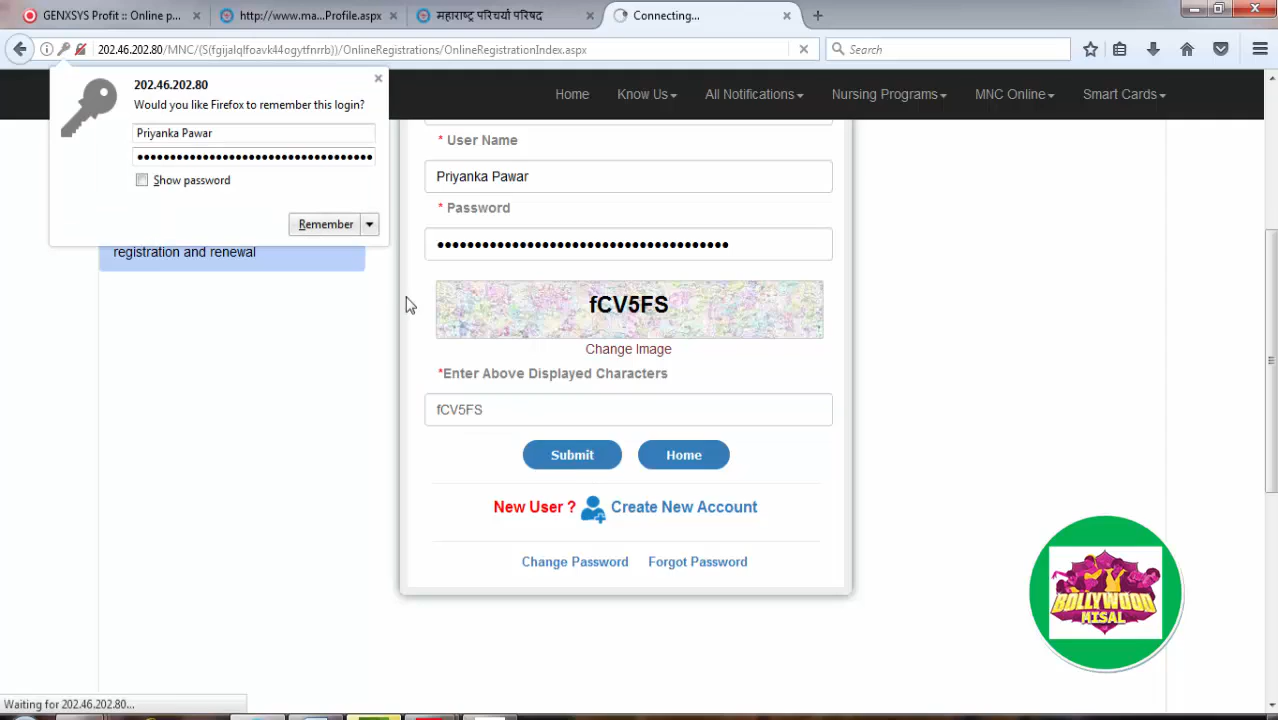 GENXSYS Profit :: Online p...
http://www.ma...Profile.aspx
महाराष्ट्र परिचर्या परिषद
Connecting...
202.46.202.80/MNC/(S(fgijalqlfoavk44ogytfnrrb))/OnlineRegistrations/OnlineRegistrationIndex.aspx
Search
202.46.202.80
Would you like Firefox to remember this login?
Priyanka Pawar
Show password
Remember
Home Know Us All Notifications Nursing Programs MNC Online Smart Cards
registration and renewal
* User Name
Priyanka Pawar
* Password
fCV5FS
Change Image
*Enter Above Displayed Characters
fCV5FS
Submit Home
New User ? Create New Account
Change Password Forgot Password
BOLLYWOOD
MISAL
Waiting for 202.46.202.80...